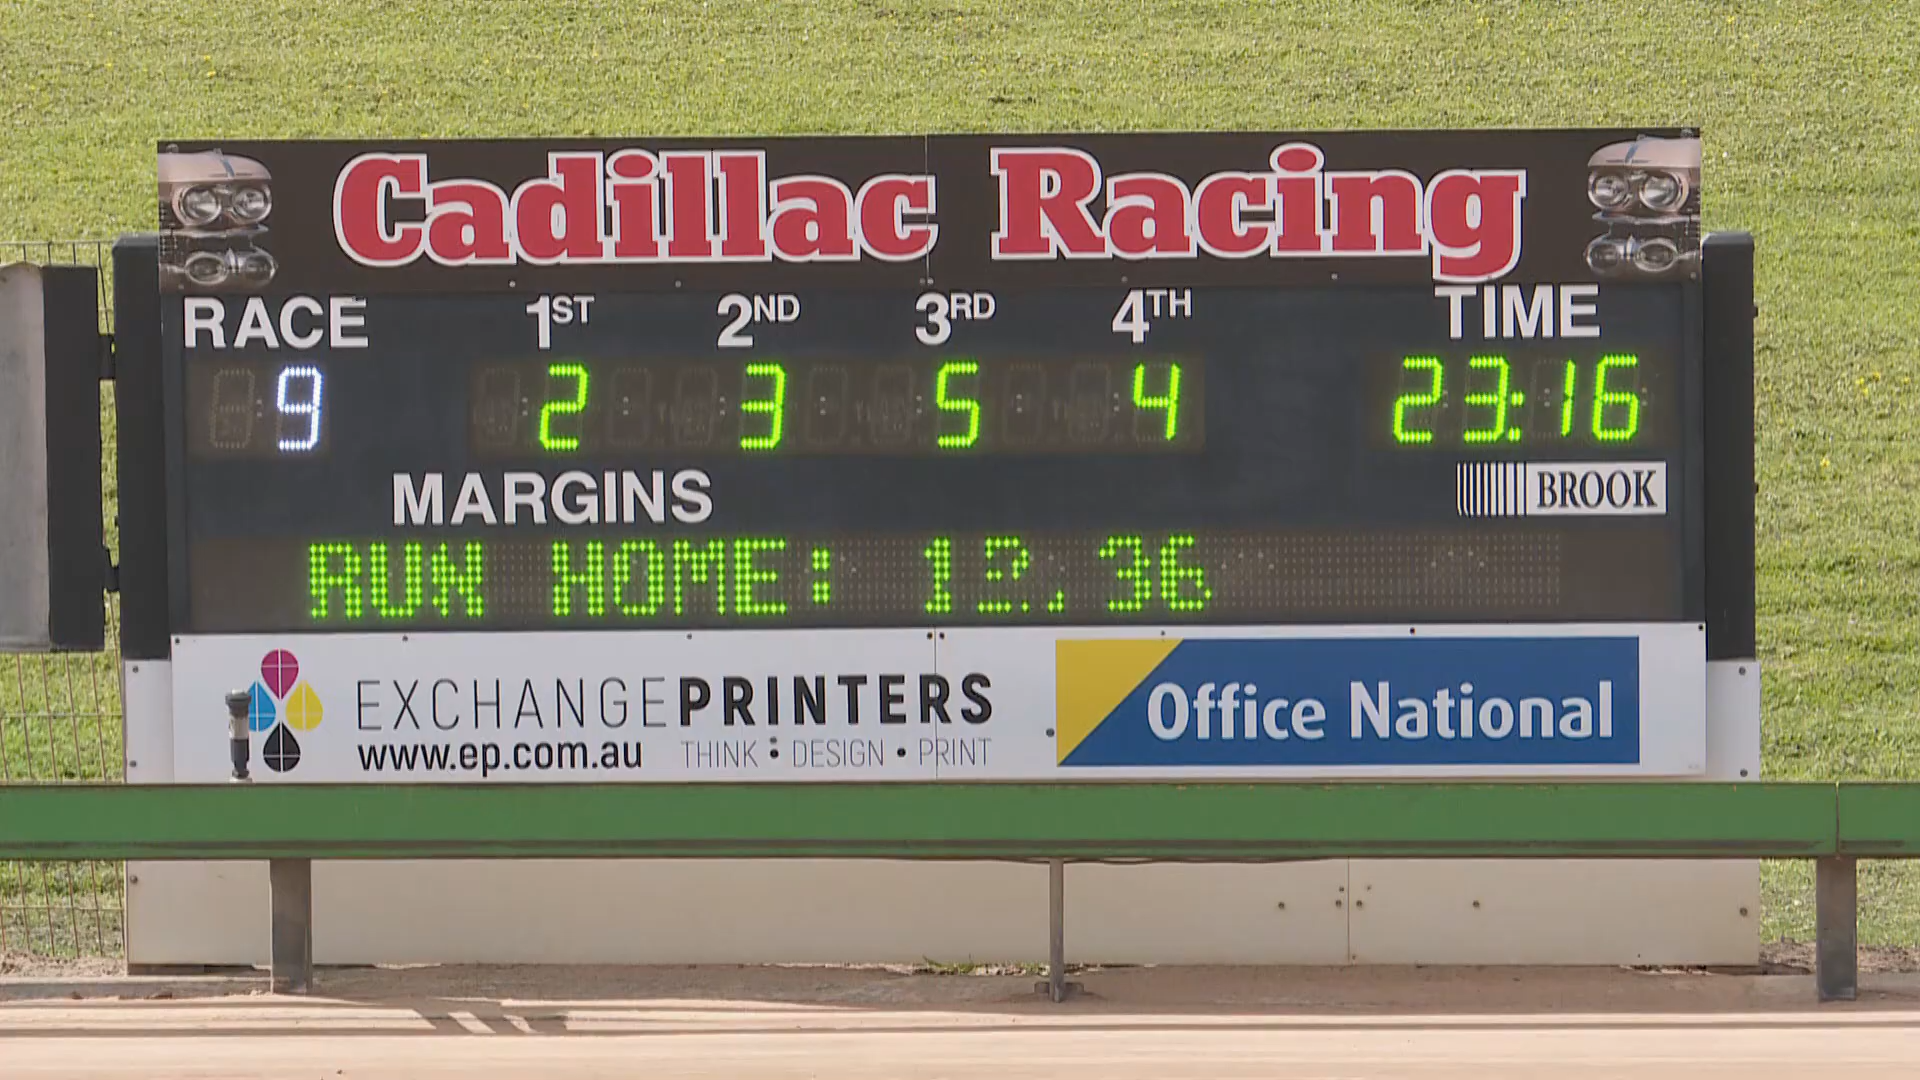 Cadillac Racing
RACE 1ST 2ND 3RD 4TH TIME
9 2 3 5 4 23:16
MARGINS
BROOK
RUN HOME: 12.36
EXCHANGEPRINTERS
www.ep.com.au THINK • DESIGN • PRINT
Office National